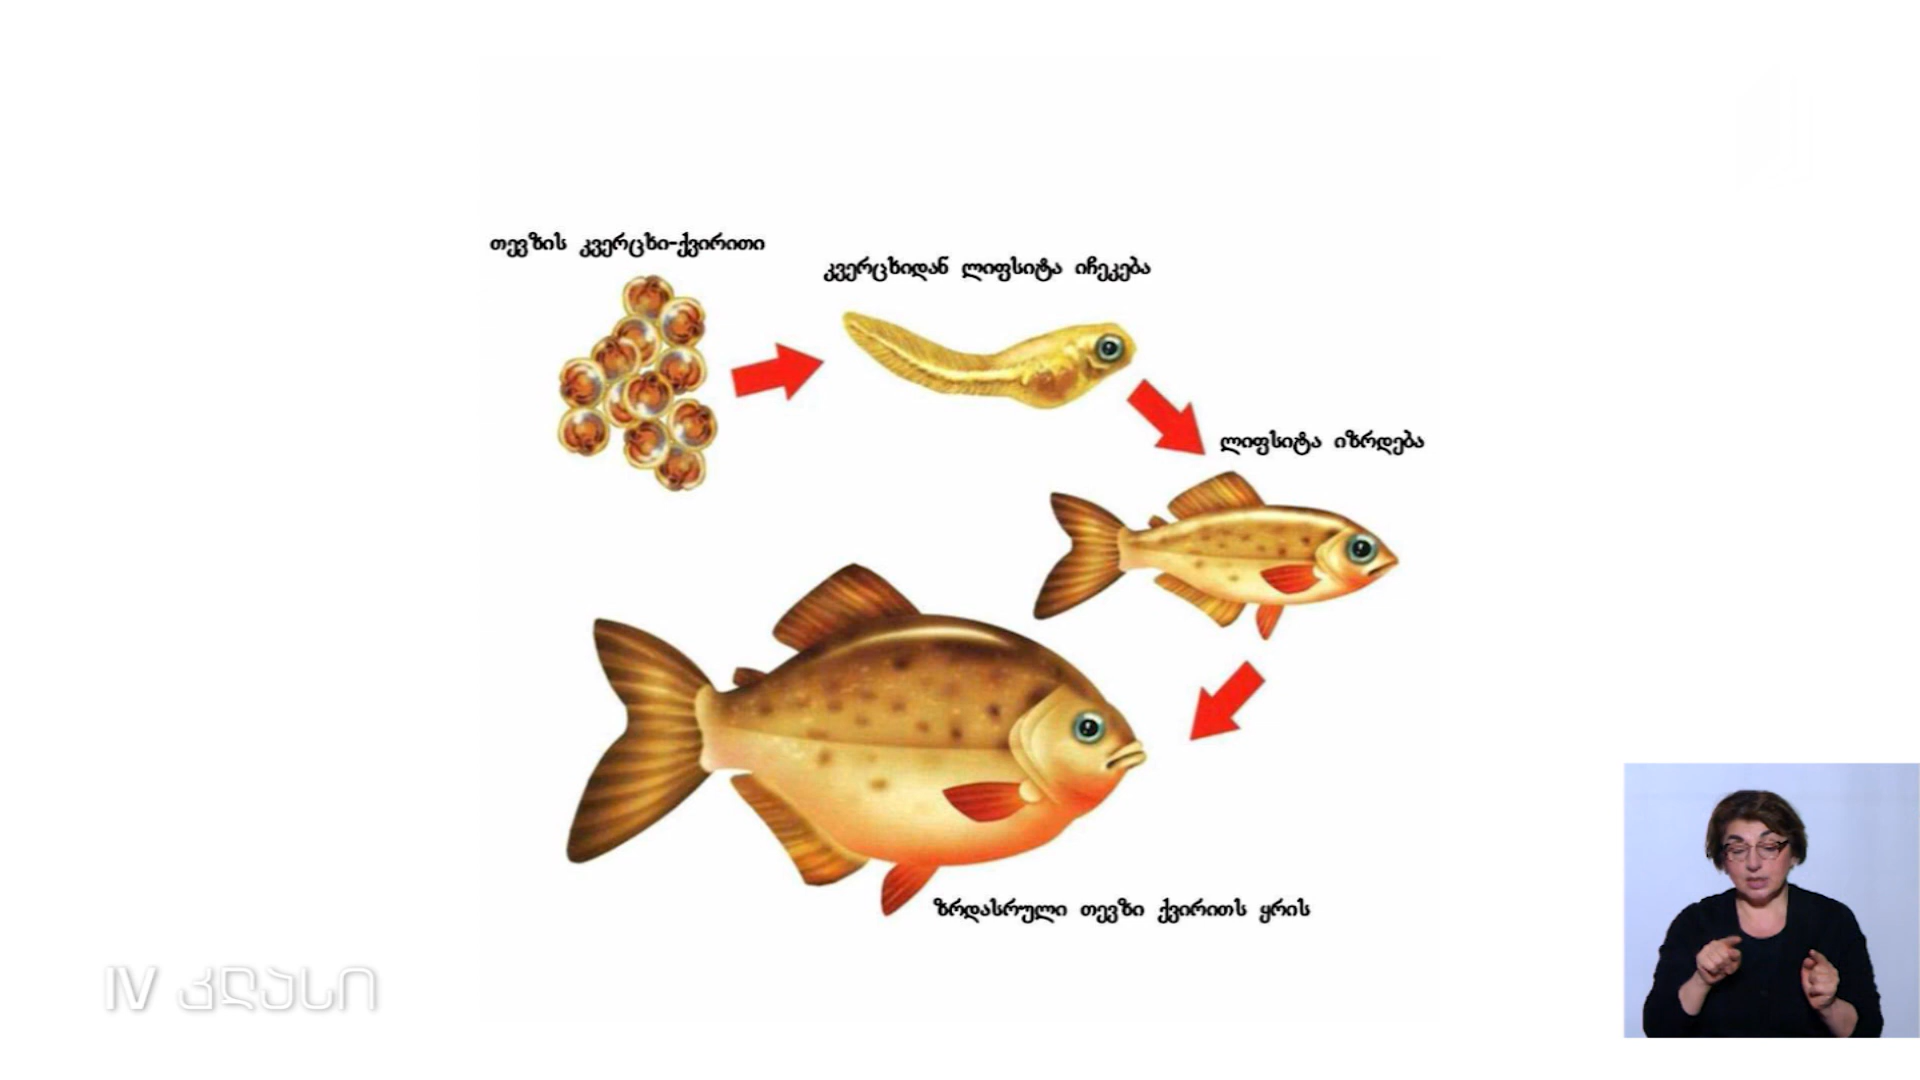 თევზის კვერცხი-ქვირითი
კვერცხიდან ლიფსიტა იჩეკება
ლიფსიტა იზრდება
ზრდასრული თევზი ქვირითს ყრის
IV კლასი